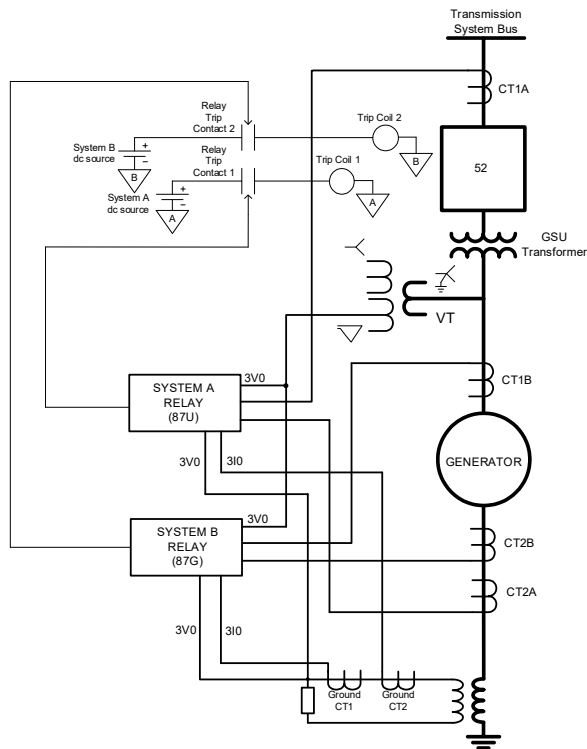 Transmission
System Bus
CT1A
Relay
Trip
Contact 2
Trip Coil 2
System B
dc source
+
−
B
B
Relay
Trip
Contact 1
Trip Coil 1
System A
dc source
+
−
A
A
52
GSU
Transformer
VT
CT1B
SYSTEM A
RELAY
(87U)
3V0
3V0
3I0
GENERATOR
SYSTEM B
RELAY
(87G)
3V0
3V0
3I0
CT2B
CT2A
Ground
CT1
Ground
CT2